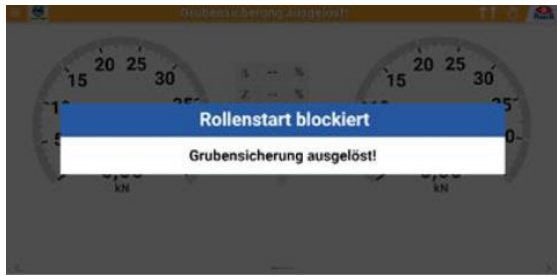 Grubensicherung ausgelöst!
15 20 25 30
15 20 25 30
Δ -- %
Z -- %
Rollenstart blockiert
Grubensicherung ausgelöst!
kN
kN